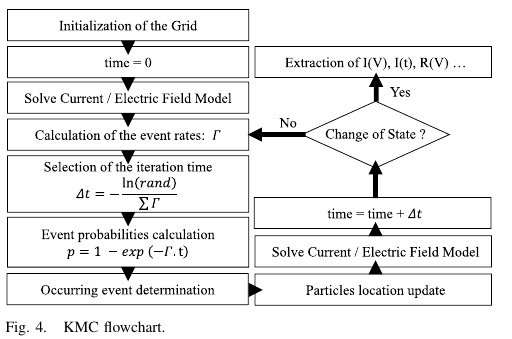 Initialization of the Grid
time = 0
Solve Current / Electric Field Model
Calculation of the event rates: Γ
Selection of the iteration time
Δt = − ln(rand) / ∑ Γ
Event probabilities calculation
p = 1 − exp (−Γ.t)
Occurring event determination
Particles location update
Solve Current / Electric Field Model
time = time + Δt
Change of State ?
No
Yes
Extraction of I(V), I(t), R(V) ...
Fig. 4. KMC flowchart.